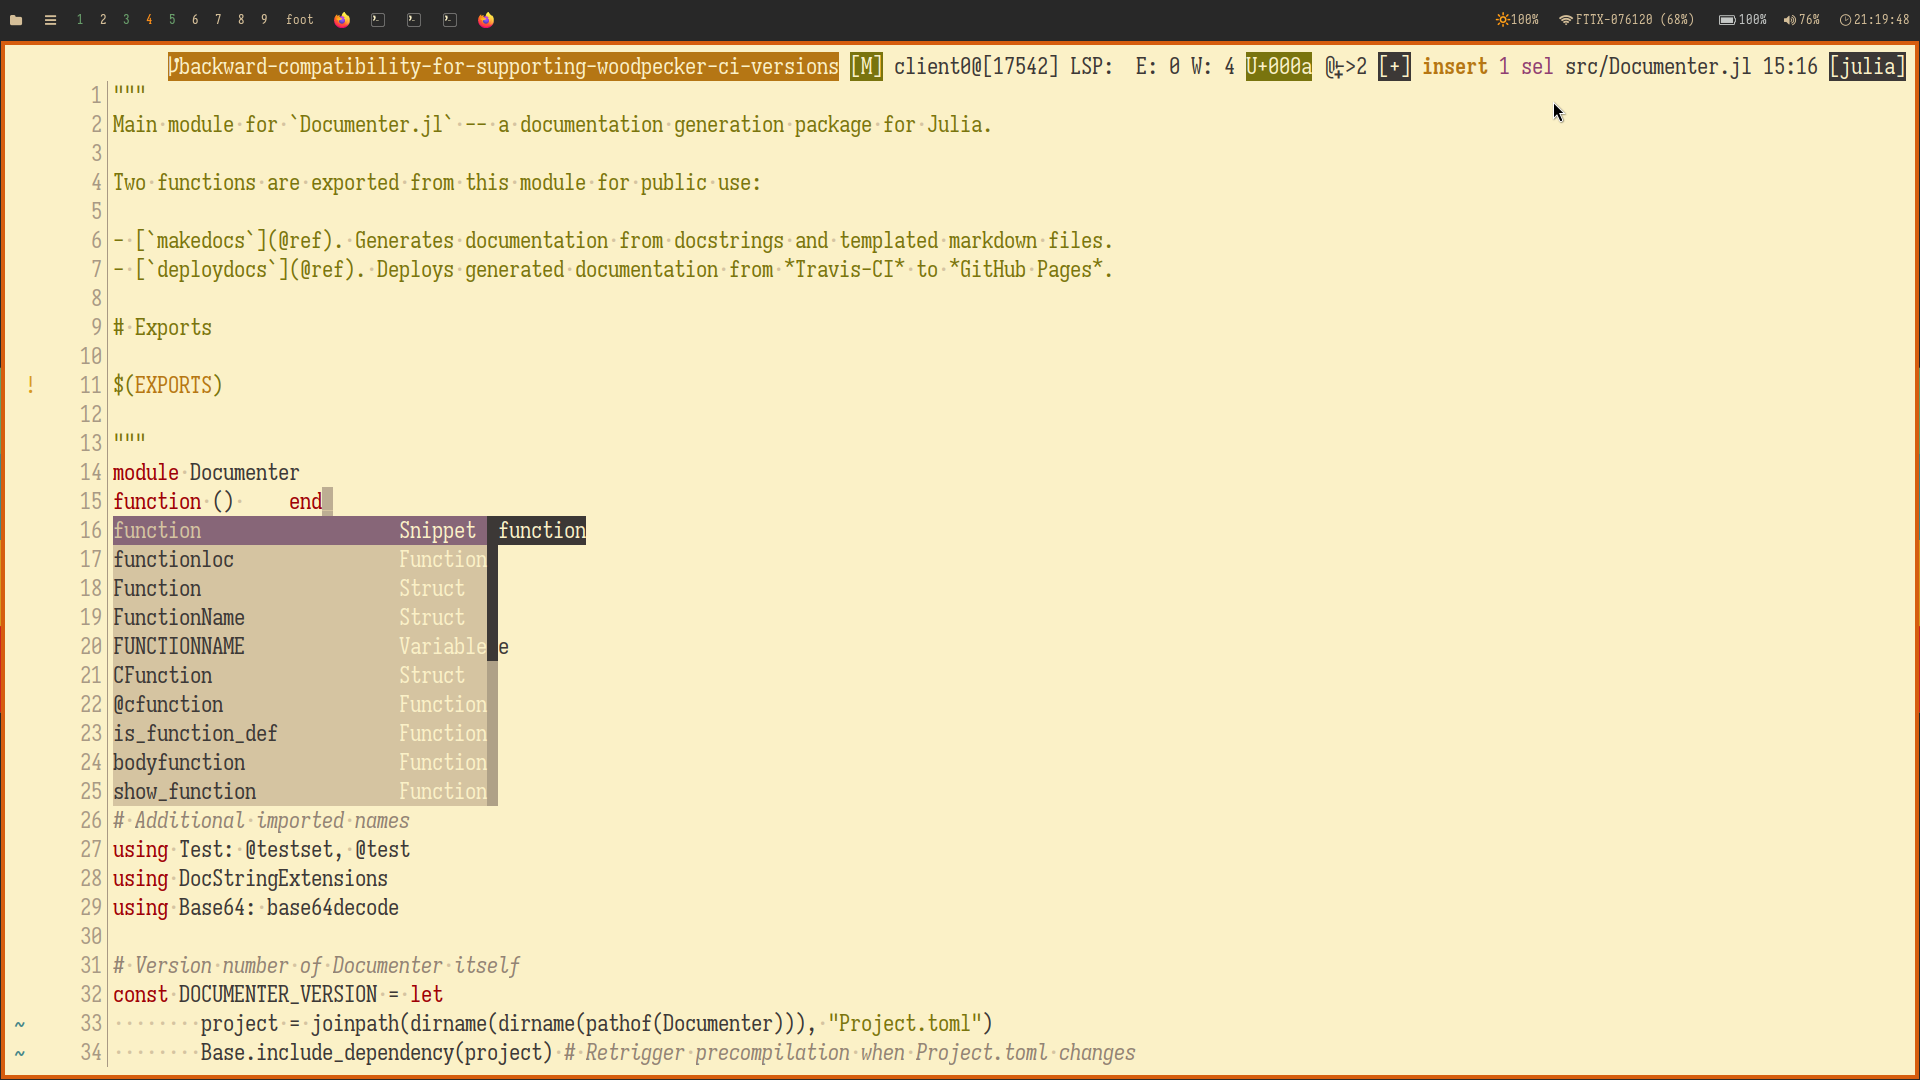 1 2 3 4 5 6 7 8 9 foot 100% FTTX-076120 (68%) 100% 76% 21:19:48
backward-compatibility-for-supporting-woodpecker-ci-versions [M] client0@[17542] LSP: E: 0 W: 4 U+000a >2 [+] insert 1 sel src/Documenter.jl 15:16 [julia]
1 """
2 Main module for `Documenter.jl` -- a documentation generation package for Julia.
3
4 Two functions are exported from this module for public use:
5
6 - [`makedocs`](@ref). Generates documentation from docstrings and templated markdown files.
7 - [`deploydocs`](@ref). Deploys generated documentation from *Travis-CI* to *GitHub Pages*.
8
9 # Exports
10
! 11 $(EXPORTS)
12
13 """
14 module Documenter
15 function ()     end
16 function Snippet function
17 functionloc Function
18 Function Struct
19 FunctionName Struct
20 FUNCTIONNAME Variable e
21 CFunction Struct
22 @cfunction Function
23 is_function_def Function
24 bodyfunction Function
25 show_function Function
26 # Additional imported names
27 using Test: @testset, @test
28 using DocStringExtensions
29 using Base64: base64decode
30
31 # Version number of Documenter itself
32 const DOCUMENTER_VERSION = let
~ 33         project = joinpath(dirname(dirname(pathof(Documenter))), "Project.toml")
~ 34         Base.include_dependency(project) # Retrigger precompilation when Project.toml changes